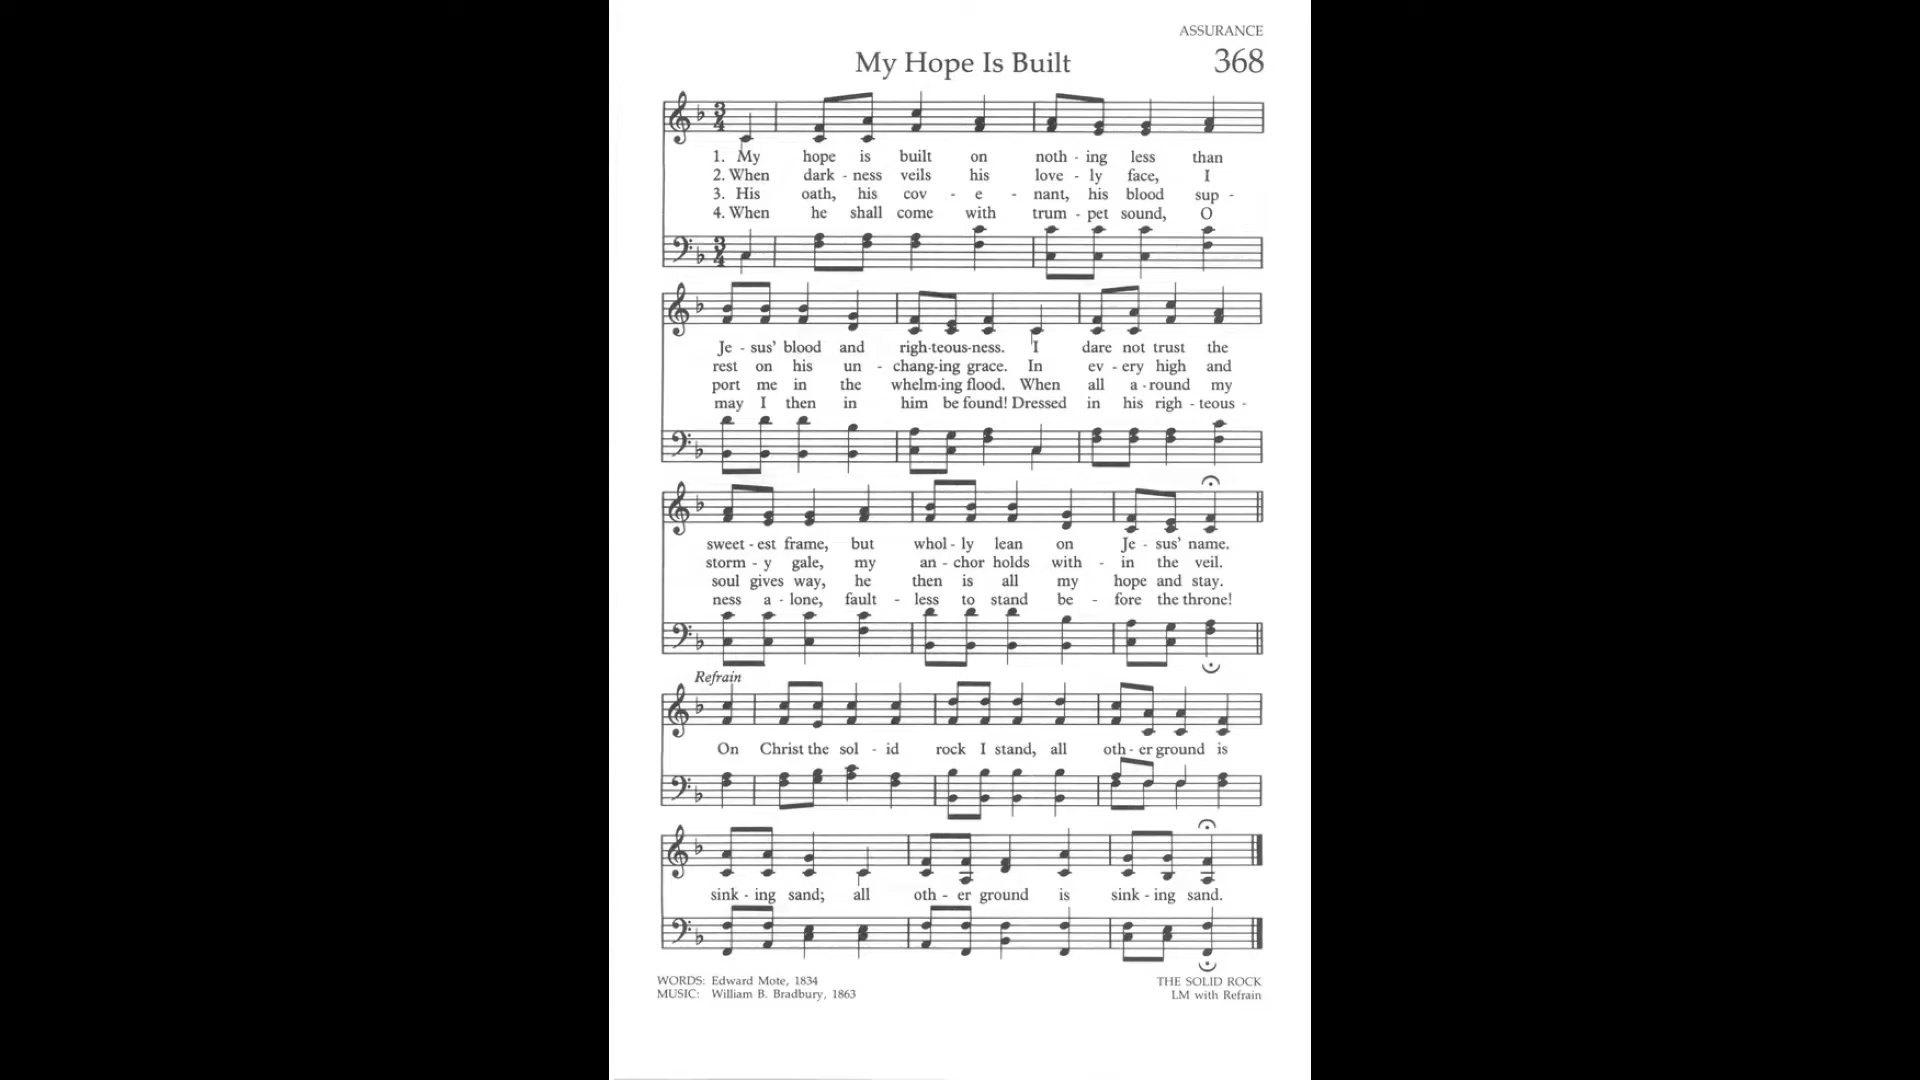 ASSURANCE
My Hope Is Built 368
1. My hope is built on noth - ing less than
2. When dark - ness veils his love - ly face, I
3. His oath, his cov - e - nant, his blood sup -
4. When he shall come with trum - pet sound, O
Je - sus' blood and righ-teous-ness. I dare not trust the
rest on his un - chang-ing grace. In ev - ery high and
port me in the whelm-ing flood. When all a - round my
may I then in him be found! Dressed in his righ - teous -
sweet - est frame, but whol - ly lean on Je - sus' name.
storm - y gale, my an - chor holds with - in the veil.
soul gives way, he then is all my hope and stay.
ness a - lone, fault - less to stand be - fore the throne!
Refrain
On Christ the sol - id rock I stand, all oth - er ground is
sink - ing sand; all oth - er ground is sink - ing sand.
WORDS: Edward Mote, 1834
MUSIC: William B. Bradbury, 1863
THE SOLID ROCK
LM with Refrain